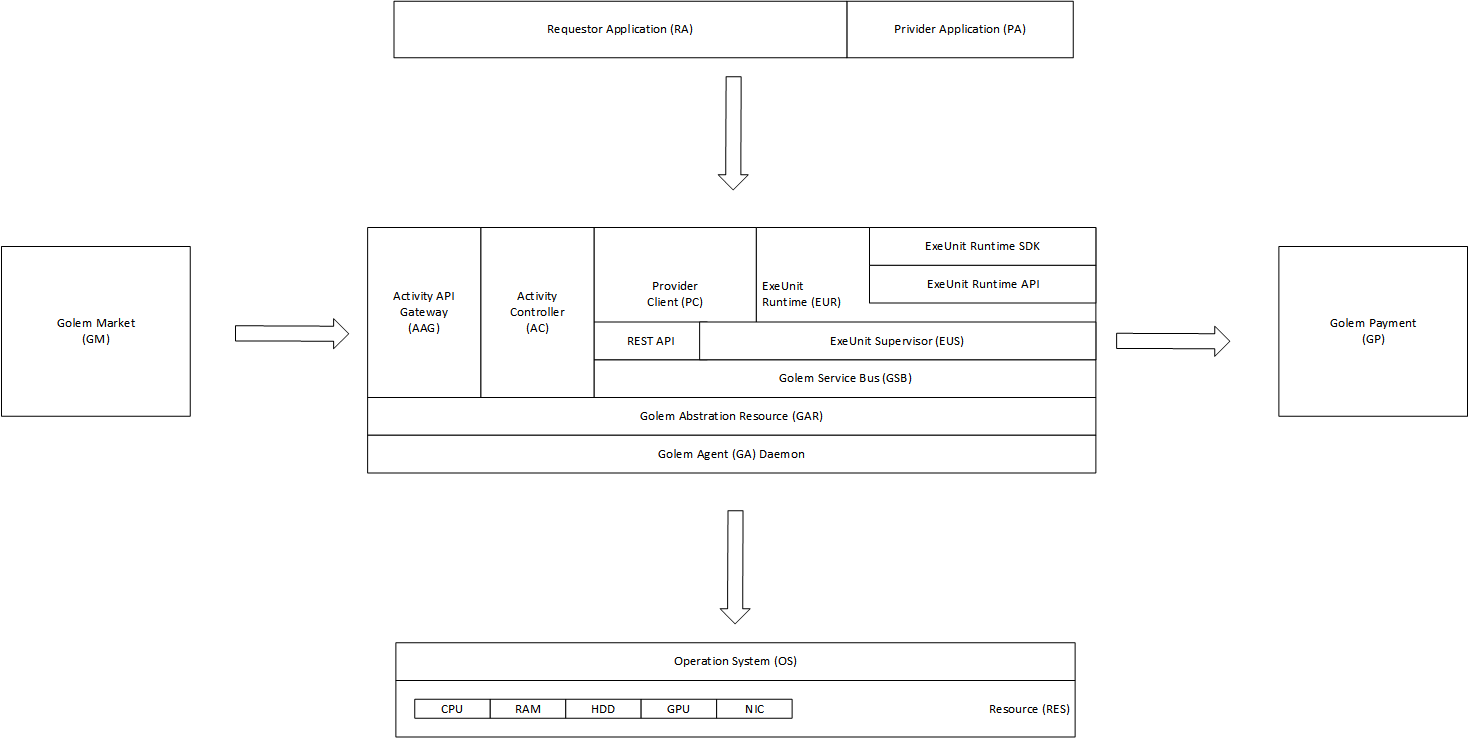 Requestor Application (RA)
Privider Application (PA)
Golem Market
(GM)
Activity API
Gateway
(AAG)
Activity
Controller
(AC)
Provider
Client (PC)
ExeUnit
Runtime (EUR)
ExeUnit Runtime SDK
ExeUnit Runtime API
REST API
ExeUnit Supervisor (EUS)
Golem Service Bus (GSB)
Golem Abstration Resource (GAR)
Golem Agent (GA) Daemon
Golem Payment
(GP)
Operation System (OS)
CPU
RAM
HDD
GPU
NIC
Resource (RES)